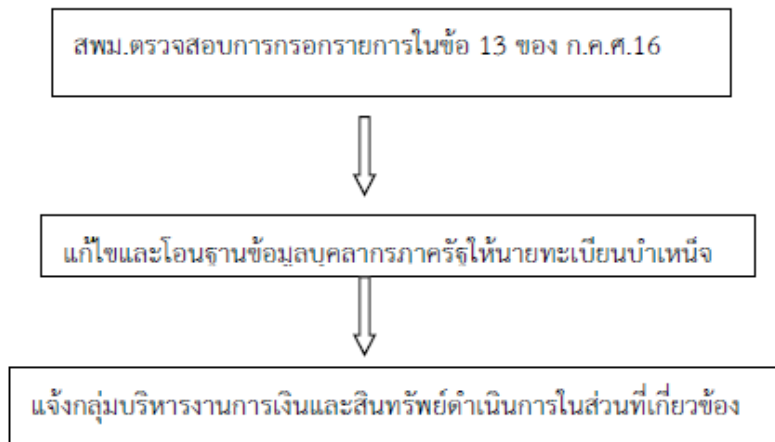 สพม.ตรวจสอบการกรอกรายการในข้อ 13 ของ ก.ค.ศ.16
แก้ไขและโอนฐานข้อมูลบุคลากรภาครัฐให้นายทะเบียนบำเหน็จ
แจ้งกลุ่มบริหารงานการเงินและสินทรัพย์ดำเนินการในส่วนที่เกี่ยวข้อง